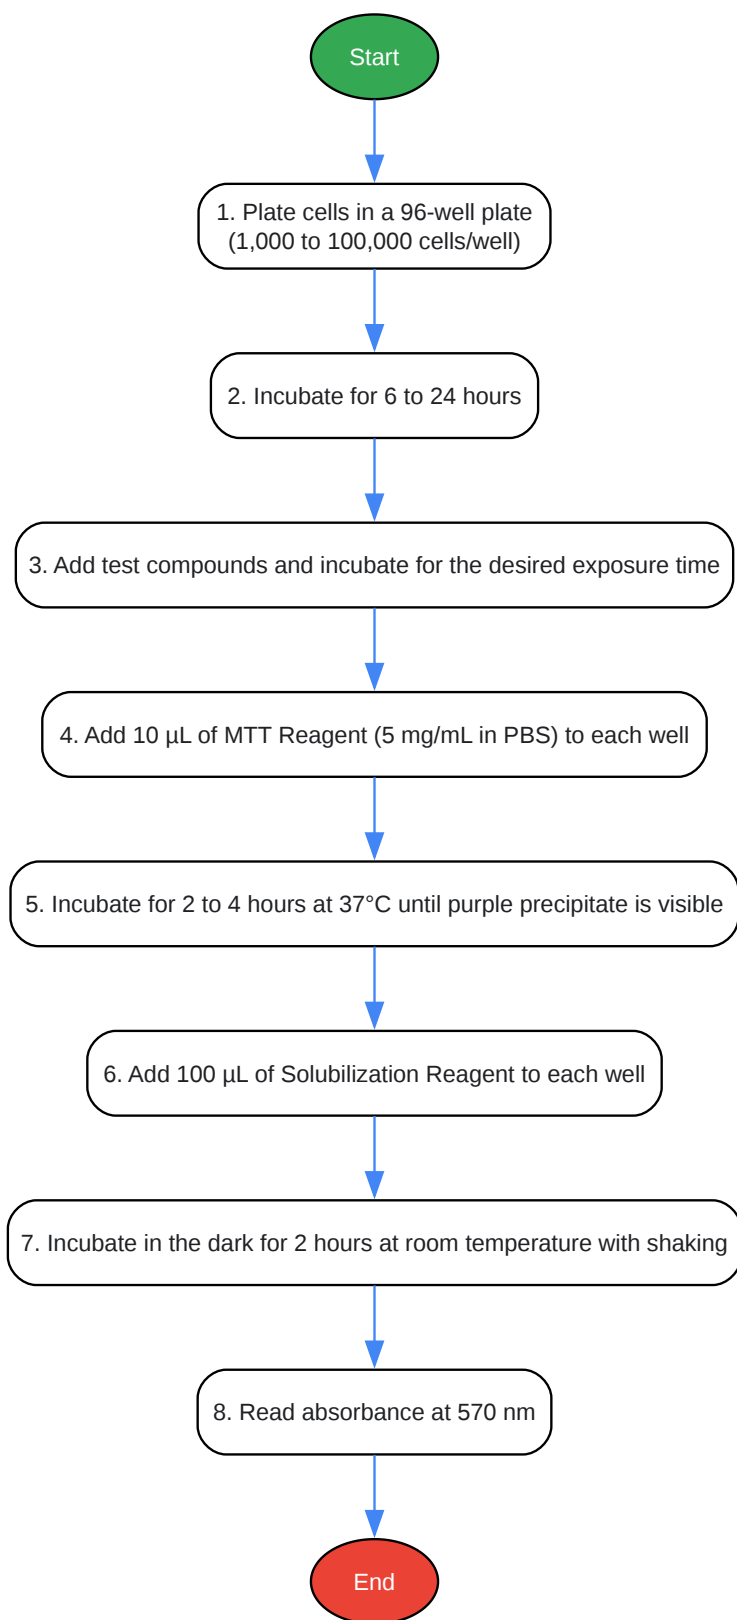 Start
1. Plate cells in a 96-well plate
(1,000 to 100,000 cells/well)
2. Incubate for 6 to 24 hours
3. Add test compounds and incubate for the desired exposure time
4. Add 10 µL of MTT Reagent (5 mg/mL in PBS) to each well
5. Incubate for 2 to 4 hours at 37°C until purple precipitate is visible
6. Add 100 µL of Solubilization Reagent to each well
7. Incubate in the dark for 2 hours at room temperature with shaking
8. Read absorbance at 570 nm
End